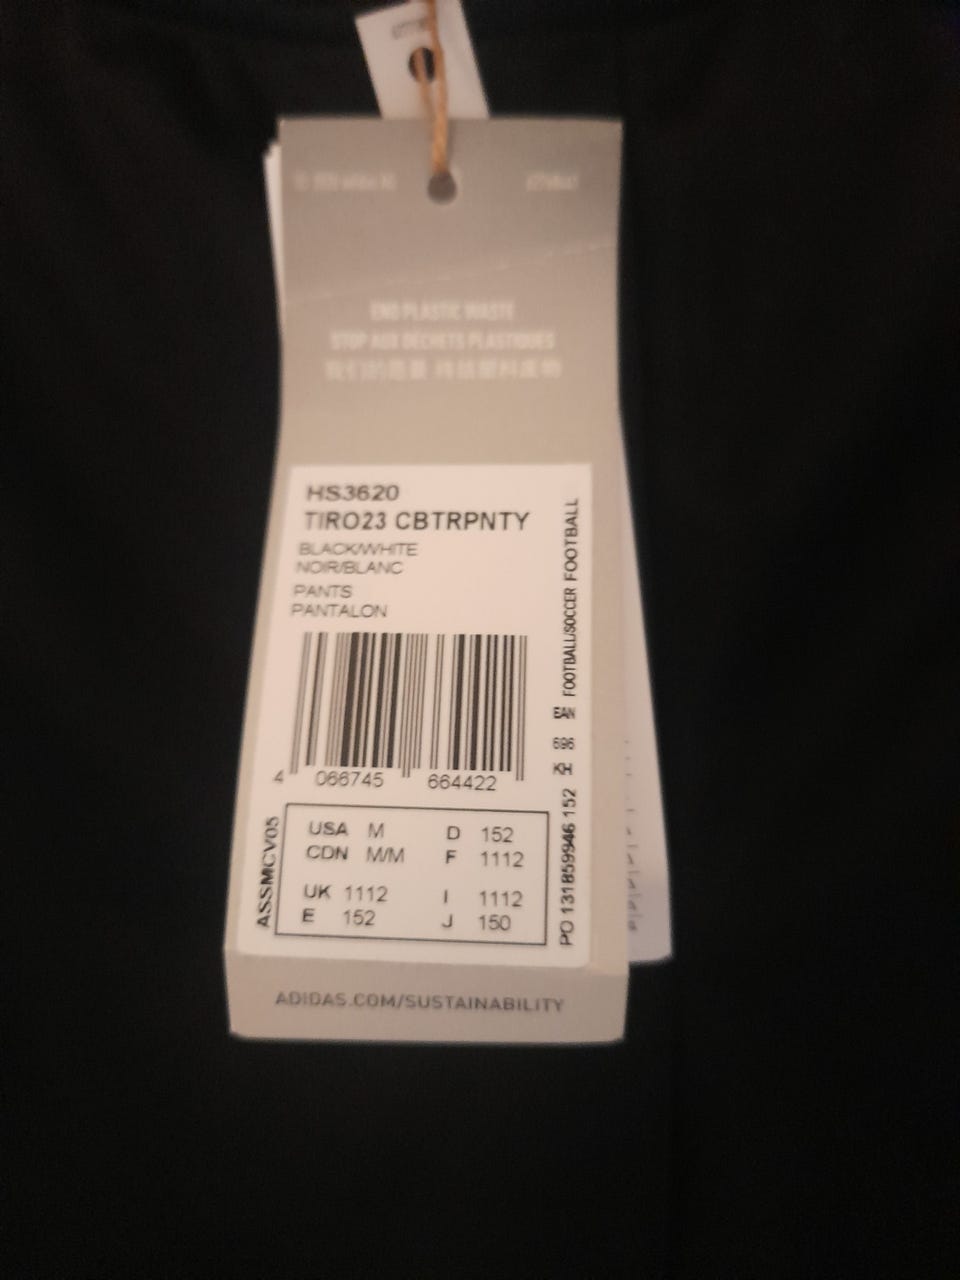 END PLASTIC WASTE
STOP AUX DÉCHETS PLASTIQUES
HS3620
TIRO23 CBTRPNTY
BLACK/WHITE
NOIR/BLANC
PANTS
PANTALON
4 066745 664422
USA M D 152
CDN M/M F 1112
UK 1112 I 1112
E 152 J 150
ASSMCV05
PO 131859946 152 KH 696 EAN FOOTBALL/SOCCER FOOTBALL
ADIDAS.COM/SUSTAINABILITY